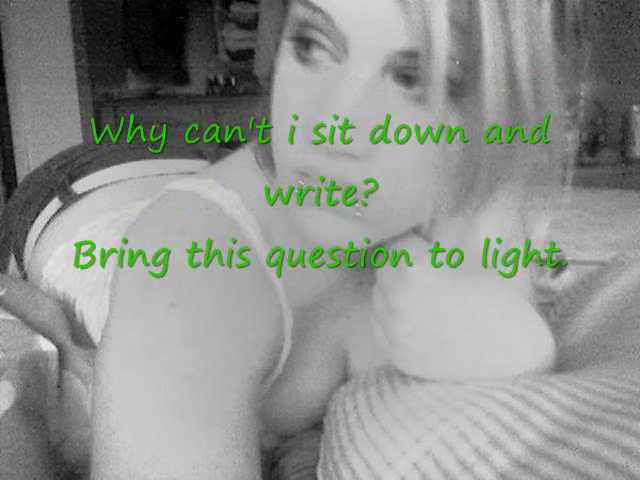 Why can't i sit down and
write?
Bring this question to light.